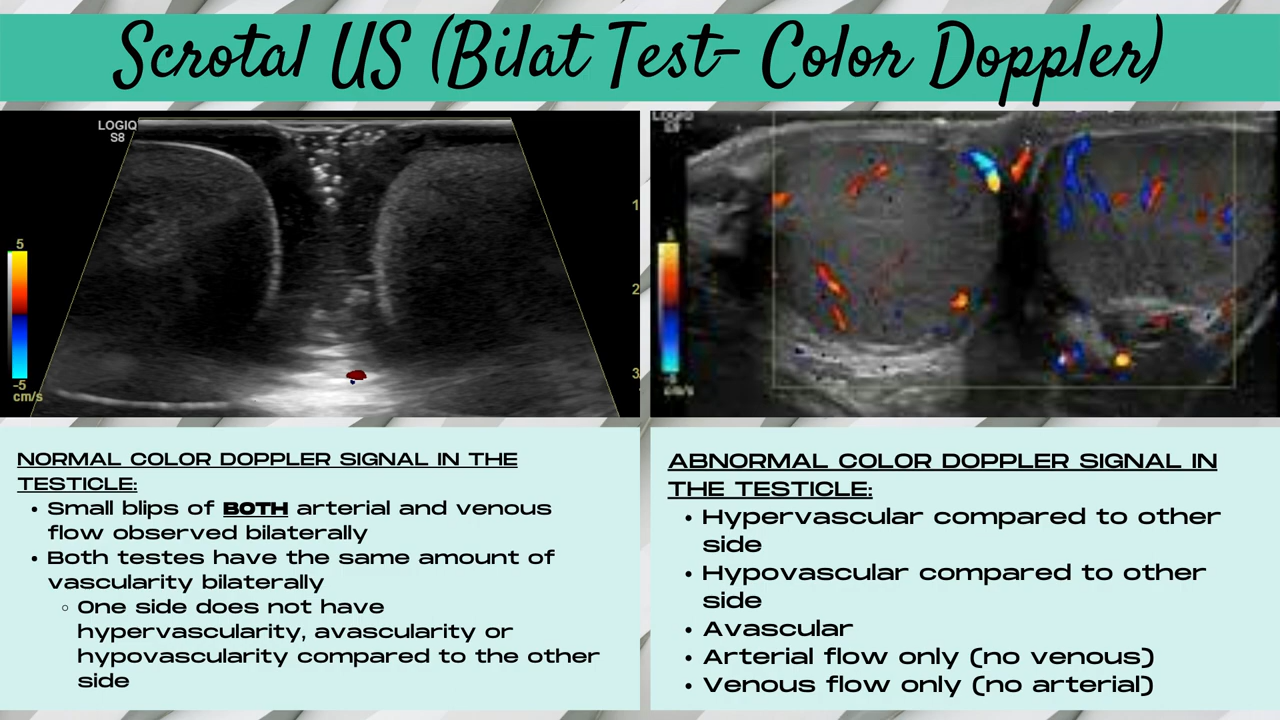 Scrotal US (Bilat Test- Color Doppler)
LOGIQ
S8
5
-5
cm/s
1
2
3
LOGIQ
cm/s
NORMAL COLOR DOPPLER SIGNAL IN THE
TESTICLE:
• Small blips of BOTH arterial and venous
flow observed bilaterally
• Both testes have the same amount of
vascularity bilaterally
◦ One side does not have
hypervascularity, avascularity or
hypovascularity compared to the other
side
ABNORMAL COLOR DOPPLER SIGNAL IN
THE TESTICLE:
• Hypervascular compared to other
side
• Hypovascular compared to other
side
• Avascular
• Arterial flow only (no venous)
• Venous flow only (no arterial)